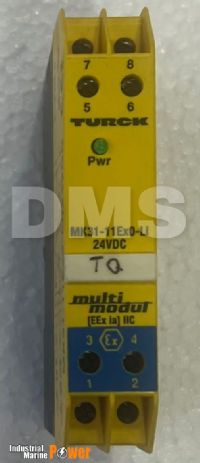 7 8
5 6
TURCK
Pwr
DMS
MK31-11Ex0-LI
24VDC
TQ
multi
modul
[EEx ia] IIC
3 Ex 4
1 2
Industrial
Marine Power